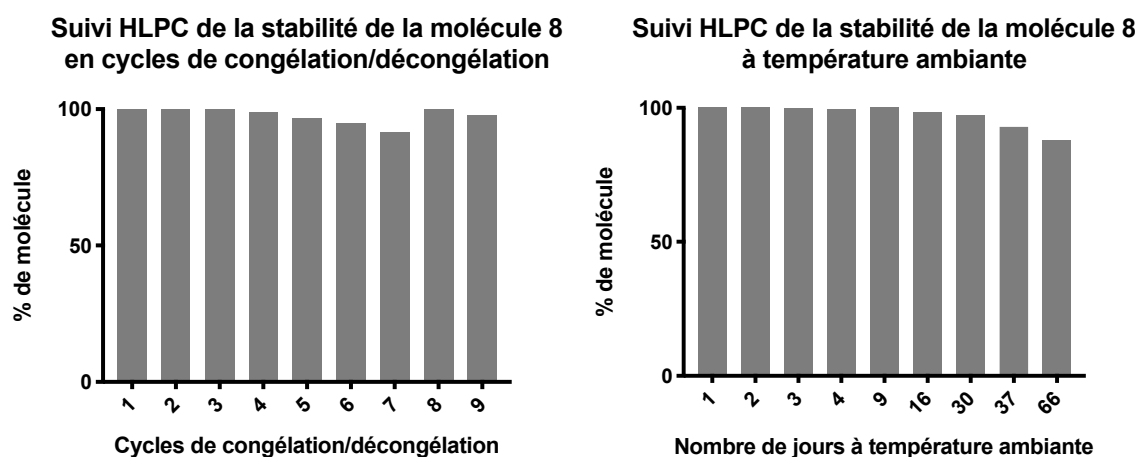 Suivi HLPC de la stabilité de la molécule 8
en cycles de congélation/décongélation
% de molécule
100
50
0
1 2 3 4 5 6 7 8 9
Cycles de congélation/décongélation
Suivi HLPC de la stabilité de la molécule 8
à température ambiante
% de molécule
100
50
0
1 2 3 4 9 16 30 37 66
Nombre de jours à température ambiante